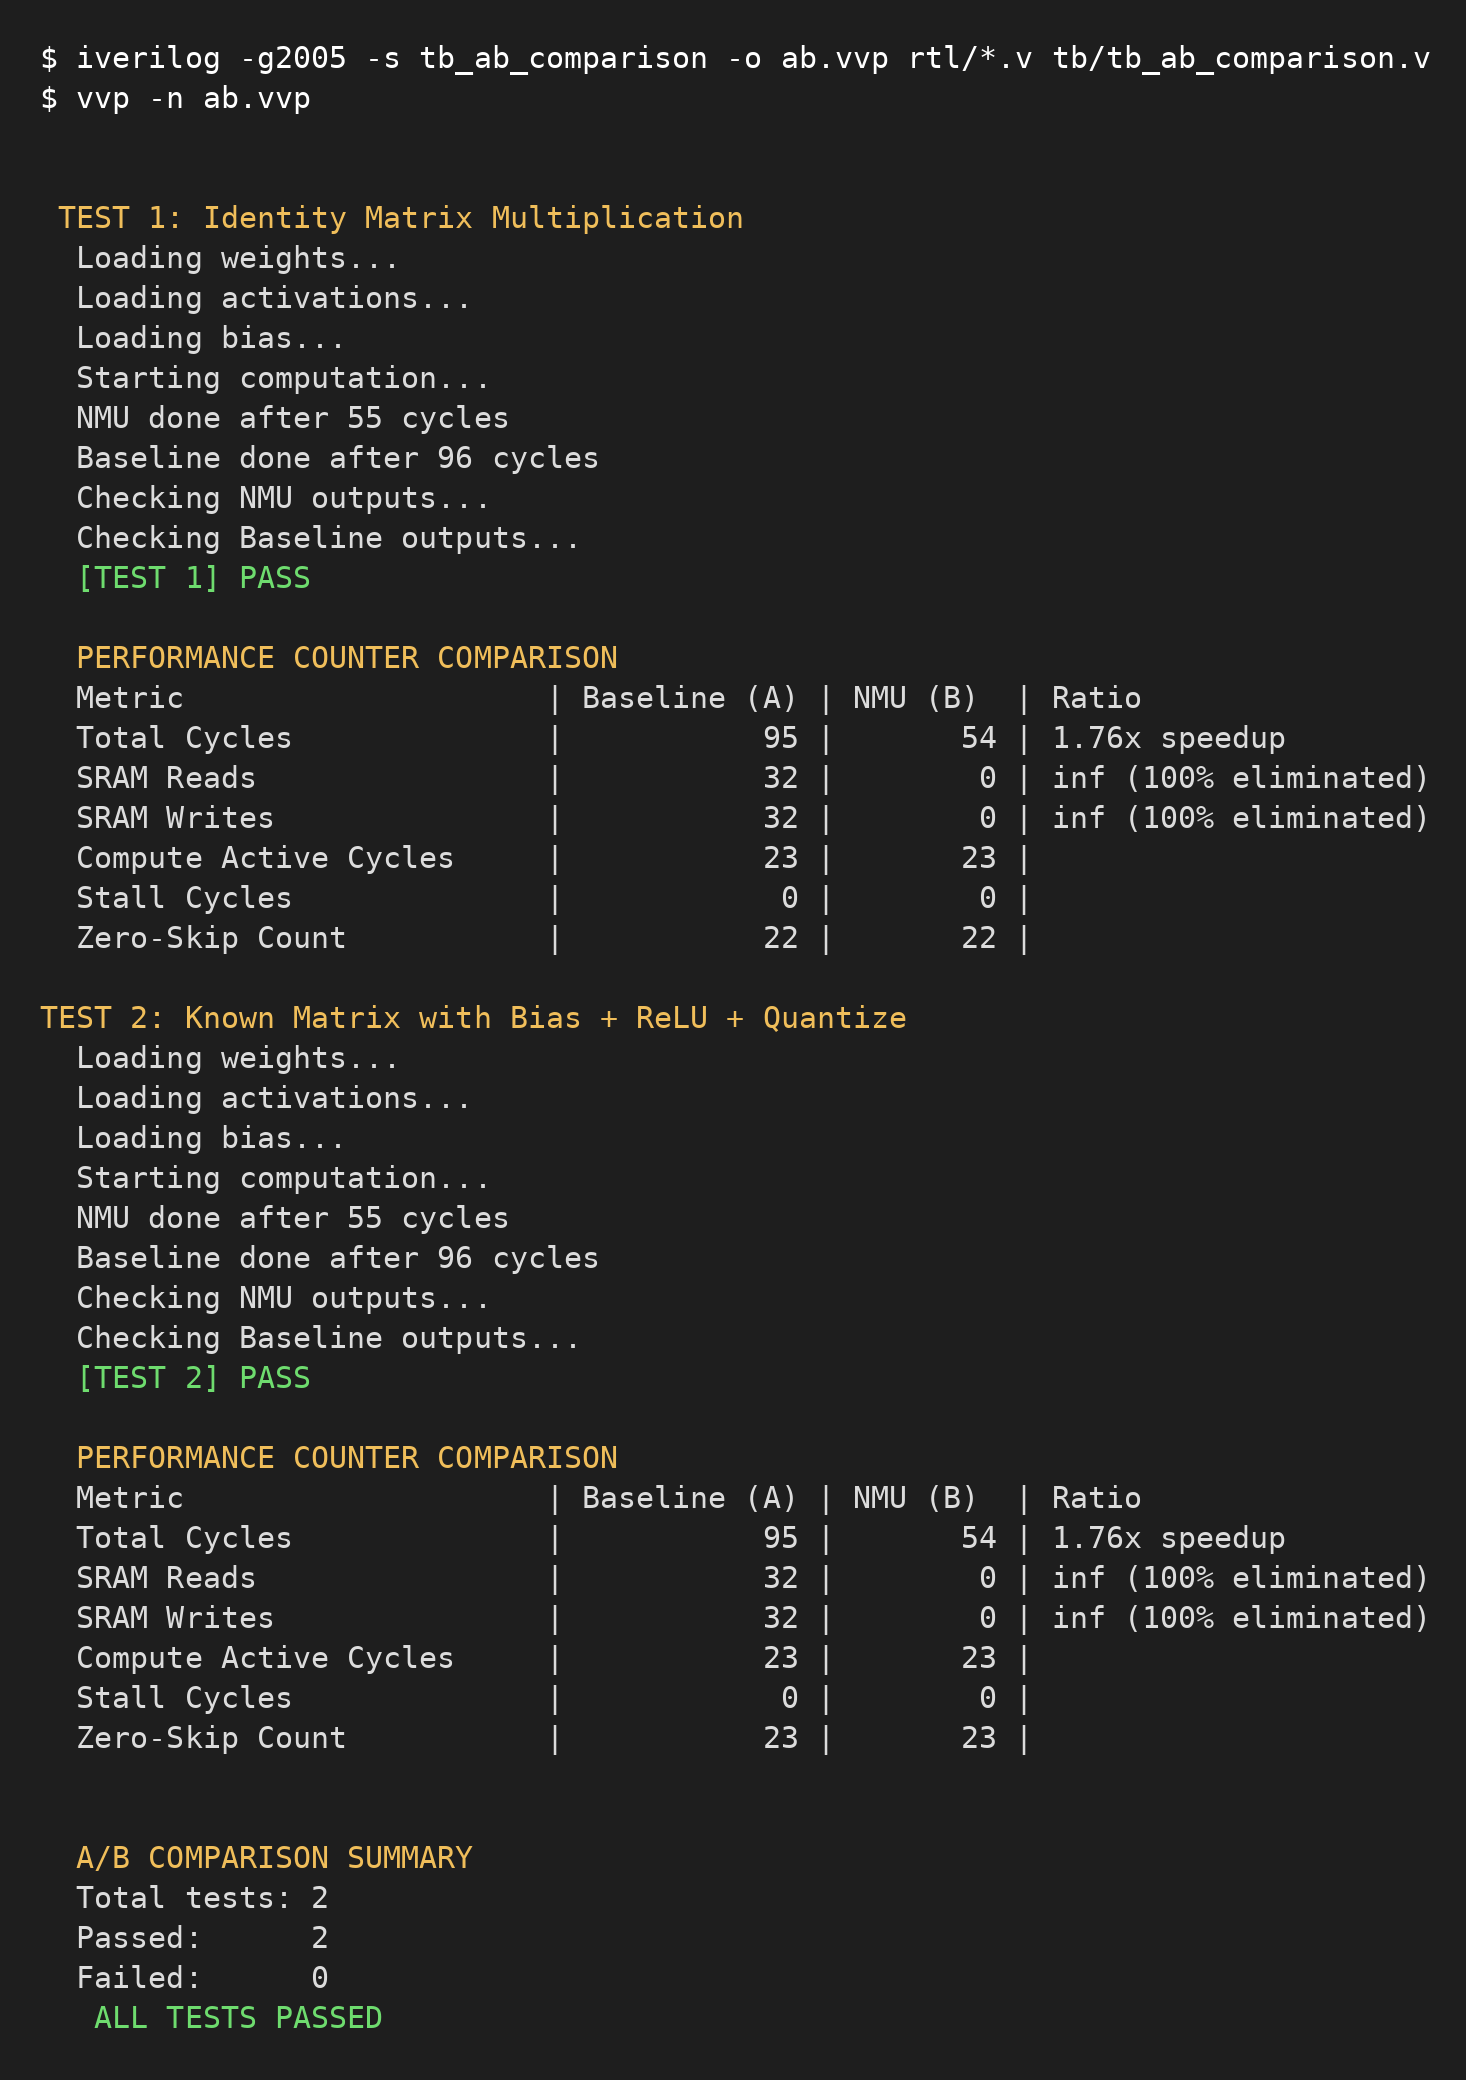 $ iverilog -g2005 -s tb_ab_comparison -o ab.vvp rtl/*.v tb/tb_ab_comparison.v
$ vvp -n ab.vvp
TEST 1: Identity Matrix Multiplication
Loading weights...
Loading activations...
Loading bias...
Starting computation...
NMU done after 55 cycles
Baseline done after 96 cycles
Checking NMU outputs...
Checking Baseline outputs...
[TEST 1] PASS
PERFORMANCE COUNTER COMPARISON
Metric | Baseline (A) | NMU (B) | Ratio
Total Cycles | 95 | 54 | 1.76x speedup
SRAM Reads | 32 | 0 | inf (100% eliminated)
SRAM Writes | 32 | 0 | inf (100% eliminated)
Compute Active Cycles | 23 | 23 |
Stall Cycles | 0 | 0 |
Zero-Skip Count | 22 | 22 |
TEST 2: Known Matrix with Bias + ReLU + Quantize
Loading weights...
Loading activations...
Loading bias...
Starting computation...
NMU done after 55 cycles
Baseline done after 96 cycles
Checking NMU outputs...
Checking Baseline outputs...
[TEST 2] PASS
PERFORMANCE COUNTER COMPARISON
Metric | Baseline (A) | NMU (B) | Ratio
Total Cycles | 95 | 54 | 1.76x speedup
SRAM Reads | 32 | 0 | inf (100% eliminated)
SRAM Writes | 32 | 0 | inf (100% eliminated)
Compute Active Cycles | 23 | 23 |
Stall Cycles | 0 | 0 |
Zero-Skip Count | 23 | 23 |
A/B COMPARISON SUMMARY
Total tests: 2
Passed: 2
Failed: 0
ALL TESTS PASSED